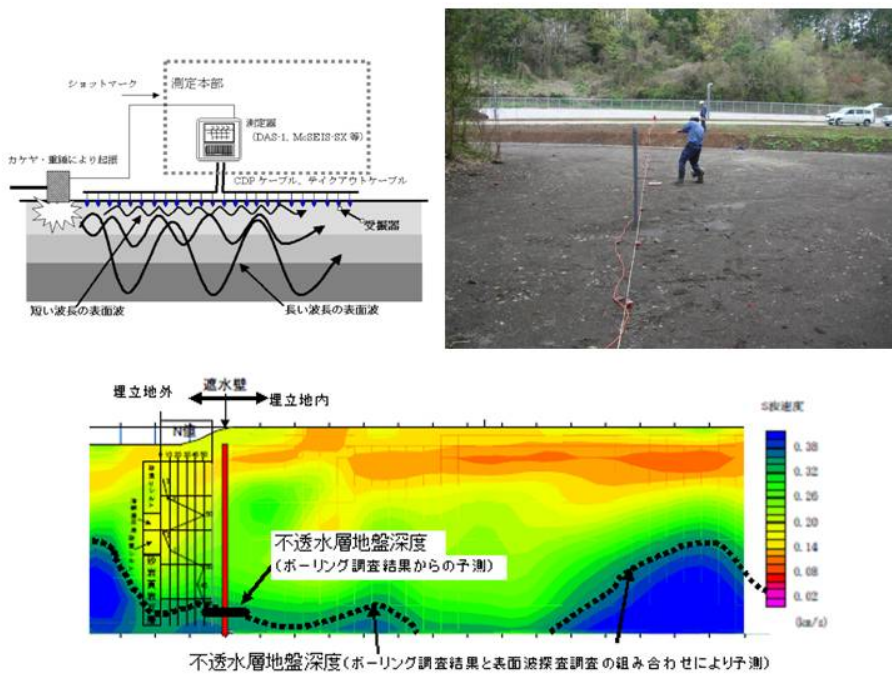 ショットマーク
測定本部
測定器
(DAS-1、McSEIS-SX 等)
カケヤ・重錘により起振
CDPケーブル、テイクアウトケーブル
受振器
短い波長の表面波
長い波長の表面波
埋立地外
遮水壁
埋立地内
N値
S波速度
0.38
0.32
0.26
0.20
0.14
0.08
0.02
(km/s)
不透水層地盤深度
(ボーリング調査結果からの予測)
不透水層地盤深度(ボーリング調査結果と表面波探査調査の組み合わせにより予測)